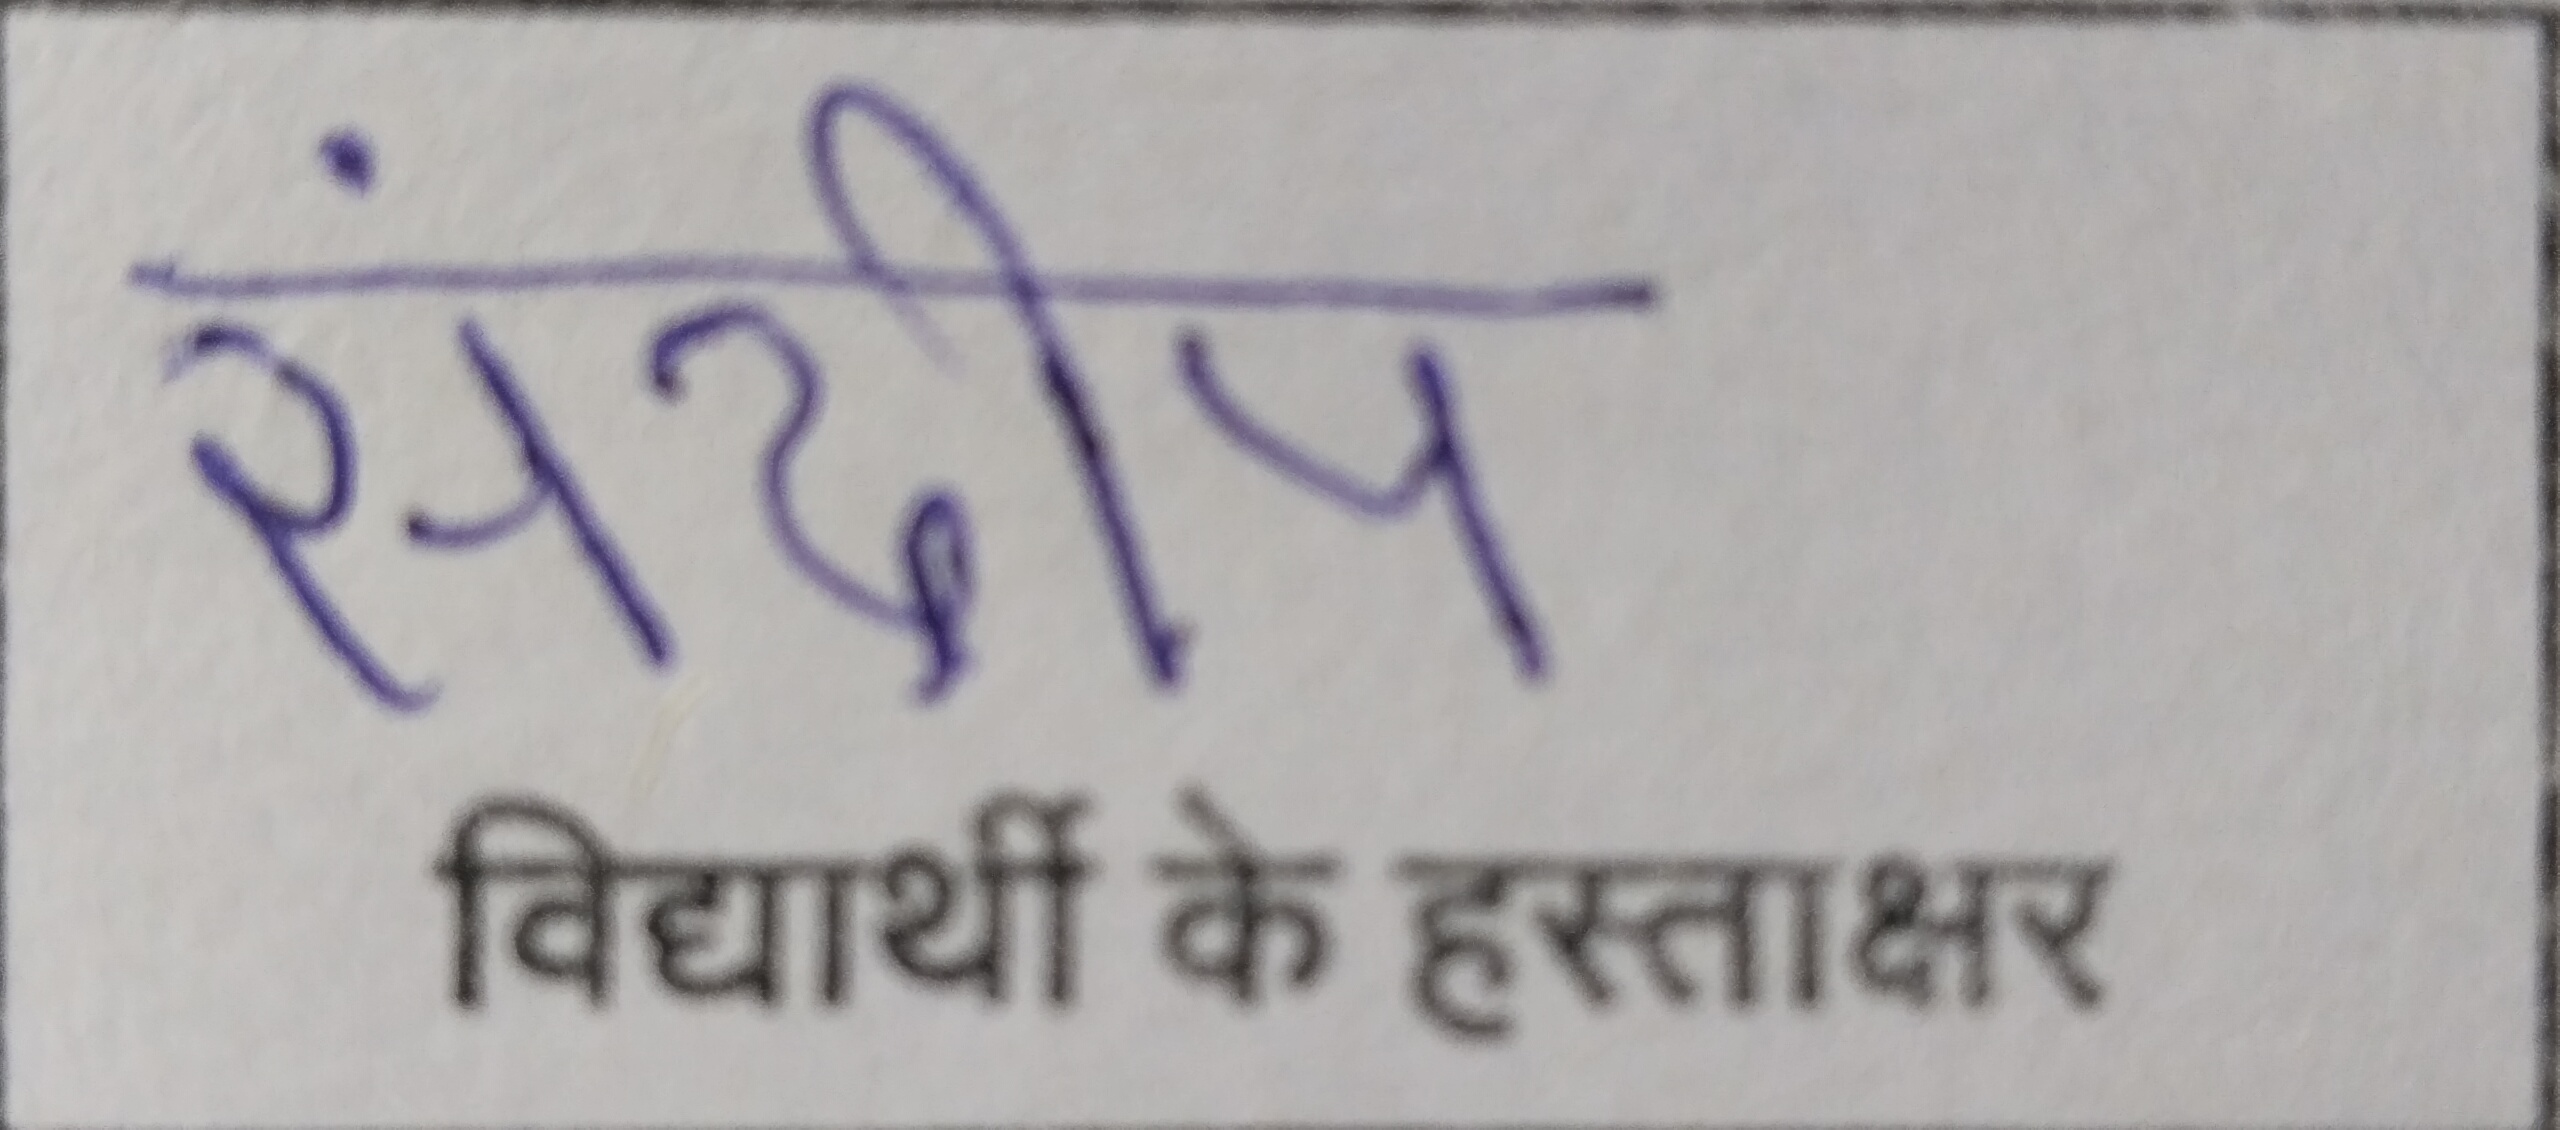 संदीप
विद्यार्थी के हस्ताक्षर